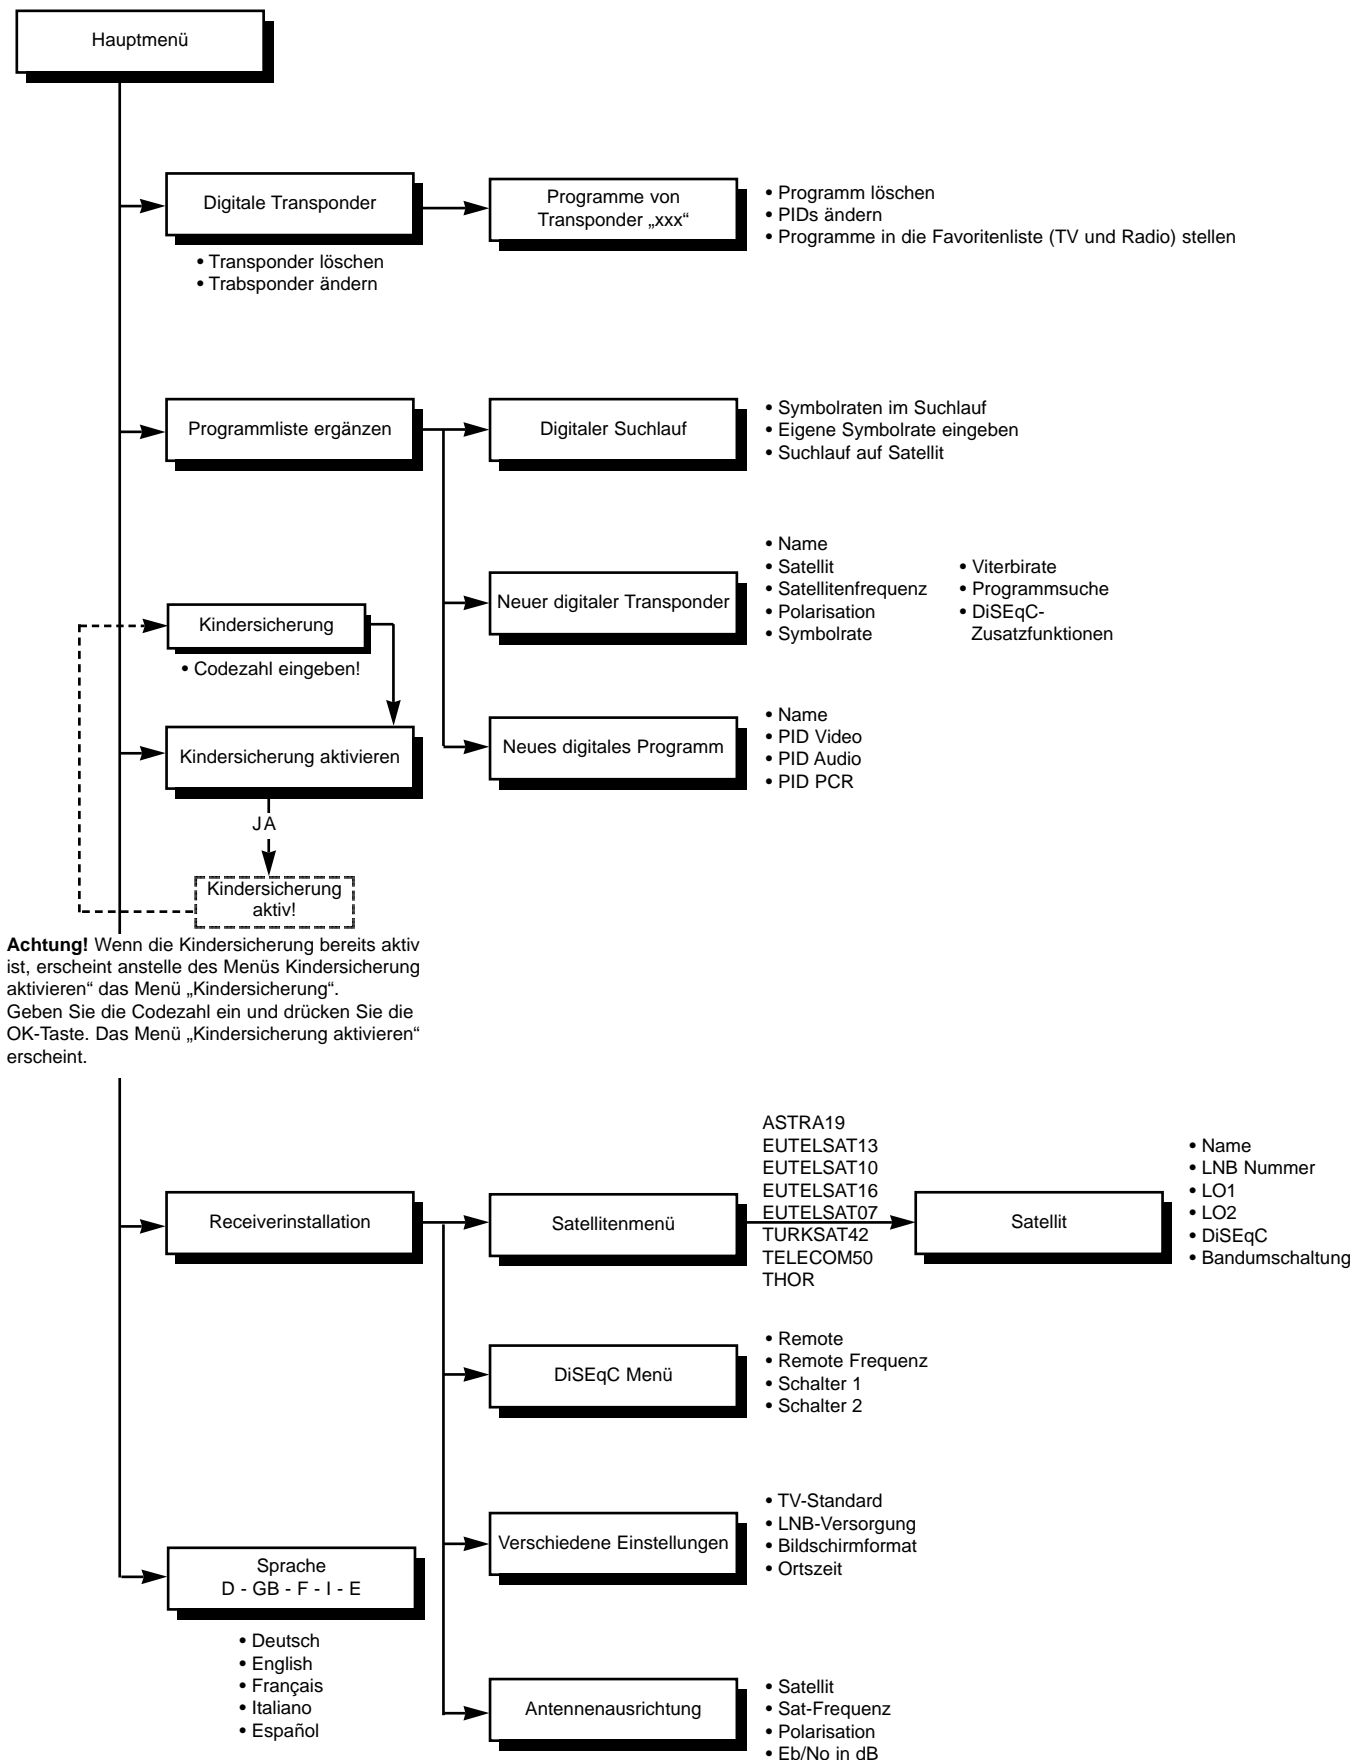 Hauptmenü
Digitale Transponder
• Transponder löschen
• Trabsponder ändern
Programme von
Transponder „xxx“
• Programm löschen
• PIDs ändern
• Programme in die Favoritenliste (TV und Radio) stellen
Programmliste ergänzen
Digitaler Suchlauf
• Symbolraten im Suchlauf
• Eigene Symbolrate eingeben
• Suchlauf auf Satellit
Neuer digitaler Transponder
• Name
• Satellit
• Satellitenfrequenz
• Polarisation
• Symbolrate
• Viterbirate
• Programmsuche
• DiSEqC-
Zusatzfunktionen
Neues digitales Programm
• Name
• PID Video
• PID Audio
• PID PCR
Kindersicherung
• Codezahl eingeben!
Kindersicherung aktivieren
JA
Kindersicherung
aktiv!
Achtung! Wenn die Kindersicherung bereits aktiv
ist, erscheint anstelle des Menüs Kindersicherung
aktivieren“ das Menü „Kindersicherung“.
Geben Sie die Codezahl ein und drücken Sie die
OK-Taste. Das Menü „Kindersicherung aktivieren“
erscheint.
Receiverinstallation
Satellitenmenü
ASTRA19
EUTELSAT13
EUTELSAT10
EUTELSAT16
EUTELSAT07
TURKSAT42
TELECOM50
THOR
Satellit
• Name
• LNB Nummer
• LO1
• LO2
• DiSEqC
• Bandumschaltung
DiSEqC Menü
• Remote
• Remote Frequenz
• Schalter 1
• Schalter 2
Verschiedene Einstellungen
• TV-Standard
• LNB-Versorgung
• Bildschirmformat
• Ortszeit
Antennenausrichtung
• Satellit
• Sat-Frequenz
• Polarisation
• Eb/No in dB
Sprache
D - GB - F - I - E
• Deutsch
• English
• Français
• Italiano
• Español